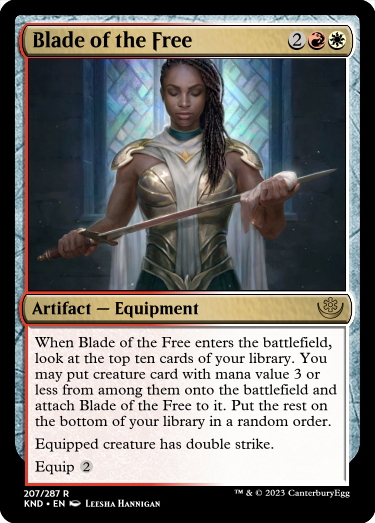 Blade of the Free 2
Artifact — Equipment
When Blade of the Free enters the battlefield,
look at the top ten cards of your library. You
may put creature card with mana value 3 or
less from among them onto the battlefield and
attach Blade of the Free to it. Put the rest on
the bottom of your library in a random order.
Equipped creature has double strike.
Equip 2
207/287 R
KND • EN LEESHA HANNIGAN
™ & © 2023 CanterburyEgg